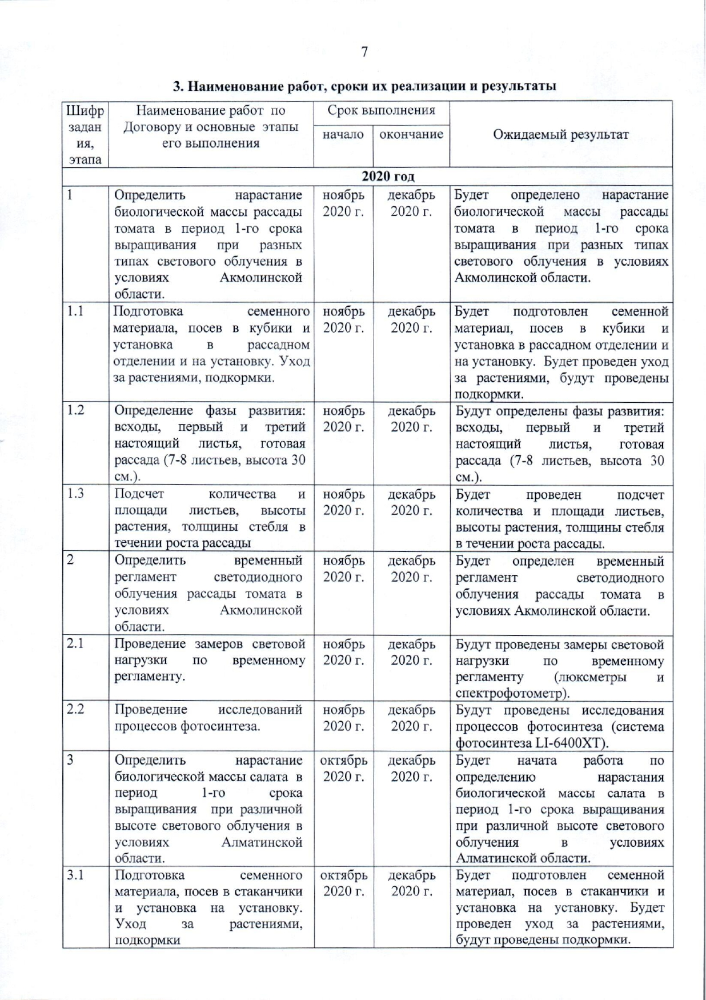 7
3. Наименование работ, сроки их реализации и результаты
Шифр
задан
ия,
этапа
Наименование работ по
Договору и основные этапы
его выполнения
Срок выполнения
начало
окончание
Ожидаемый результат
2020 год
1
Определить нарастание
биологической массы рассады
томата в период 1-го срока
выращивания при разных
типах светового облучения в
условиях Акмолинской
области.
ноябрь
2020 г.
декабрь
2020 г.
Будет определено нарастание
биологической массы рассады
томата в период 1-го срока
выращивания при разных типах
светового облучения в условиях
Акмолинской области.
1.1
Подготовка семенного
материала, посев в кубики и
установка в рассадном
отделении и на установку. Уход
за растениями, подкормки.
ноябрь
2020 г.
декабрь
2020 г.
Будет подготовлен семенной
материал, посев в кубики и
установка в рассадном отделении и
на установку. Будет проведен уход
за растениями, будут проведены
подкормки.
1.2
Определение фазы развития:
всходы, первый и третий
настоящий листья, готовая
рассада (7-8 листьев, высота 30
см.).
ноябрь
2020 г.
декабрь
2020 г.
Будут определены фазы развития:
всходы, первый и третий
настоящий листья, готовая
рассада (7-8 листьев, высота 30
см.).
1.3
Подсчет количества и
площади листьев, высоты
растения, толщины стебля в
течении роста рассады
ноябрь
2020 г.
декабрь
2020 г.
Будет проведен подсчет
количества и площади листьев,
высоты растения, толщины стебля
в течении роста рассады.
2
Определить временный
регламент светодиодного
облучения рассады томата в
условиях Акмолинской
области.
ноябрь
2020 г.
декабрь
2020 г.
Будет определен временный
регламент светодиодного
облучения рассады томата в
условиях Акмолинской области.
2.1
Проведение замеров световой
нагрузки по временному
регламенту.
ноябрь
2020 г.
декабрь
2020 г.
Будут проведены замеры световой
нагрузки по временному
регламенту (люксметры и
спектрофотометр).
2.2
Проведение исследований
процессов фотосинтеза.
ноябрь
2020 г.
декабрь
2020 г.
Будут проведены исследования
процессов фотосинтеза (система
фотосинтеза LI-6400XT).
3
Определить нарастание
биологической массы салата в
период 1-го срока
выращивания при различной
высоте светового облучения в
условиях Алматинской
области.
октябрь
2020 г.
декабрь
2020 г.
Будет начата работа по
определению нарастания
биологической массы салата в
период 1-го срока выращивания
при различной высоте светового
облучения в условиях
Алматинской области.
3.1
Подготовка семенного
материала, посев в стаканчики
и установка на установку.
Уход за растениями,
подкормки
октябрь
2020 г.
декабрь
2020 г.
Будет подготовлен семенной
материал, посев в стаканчики и
установка на установку. Будет
проведен уход за растениями,
будут проведены подкормки.